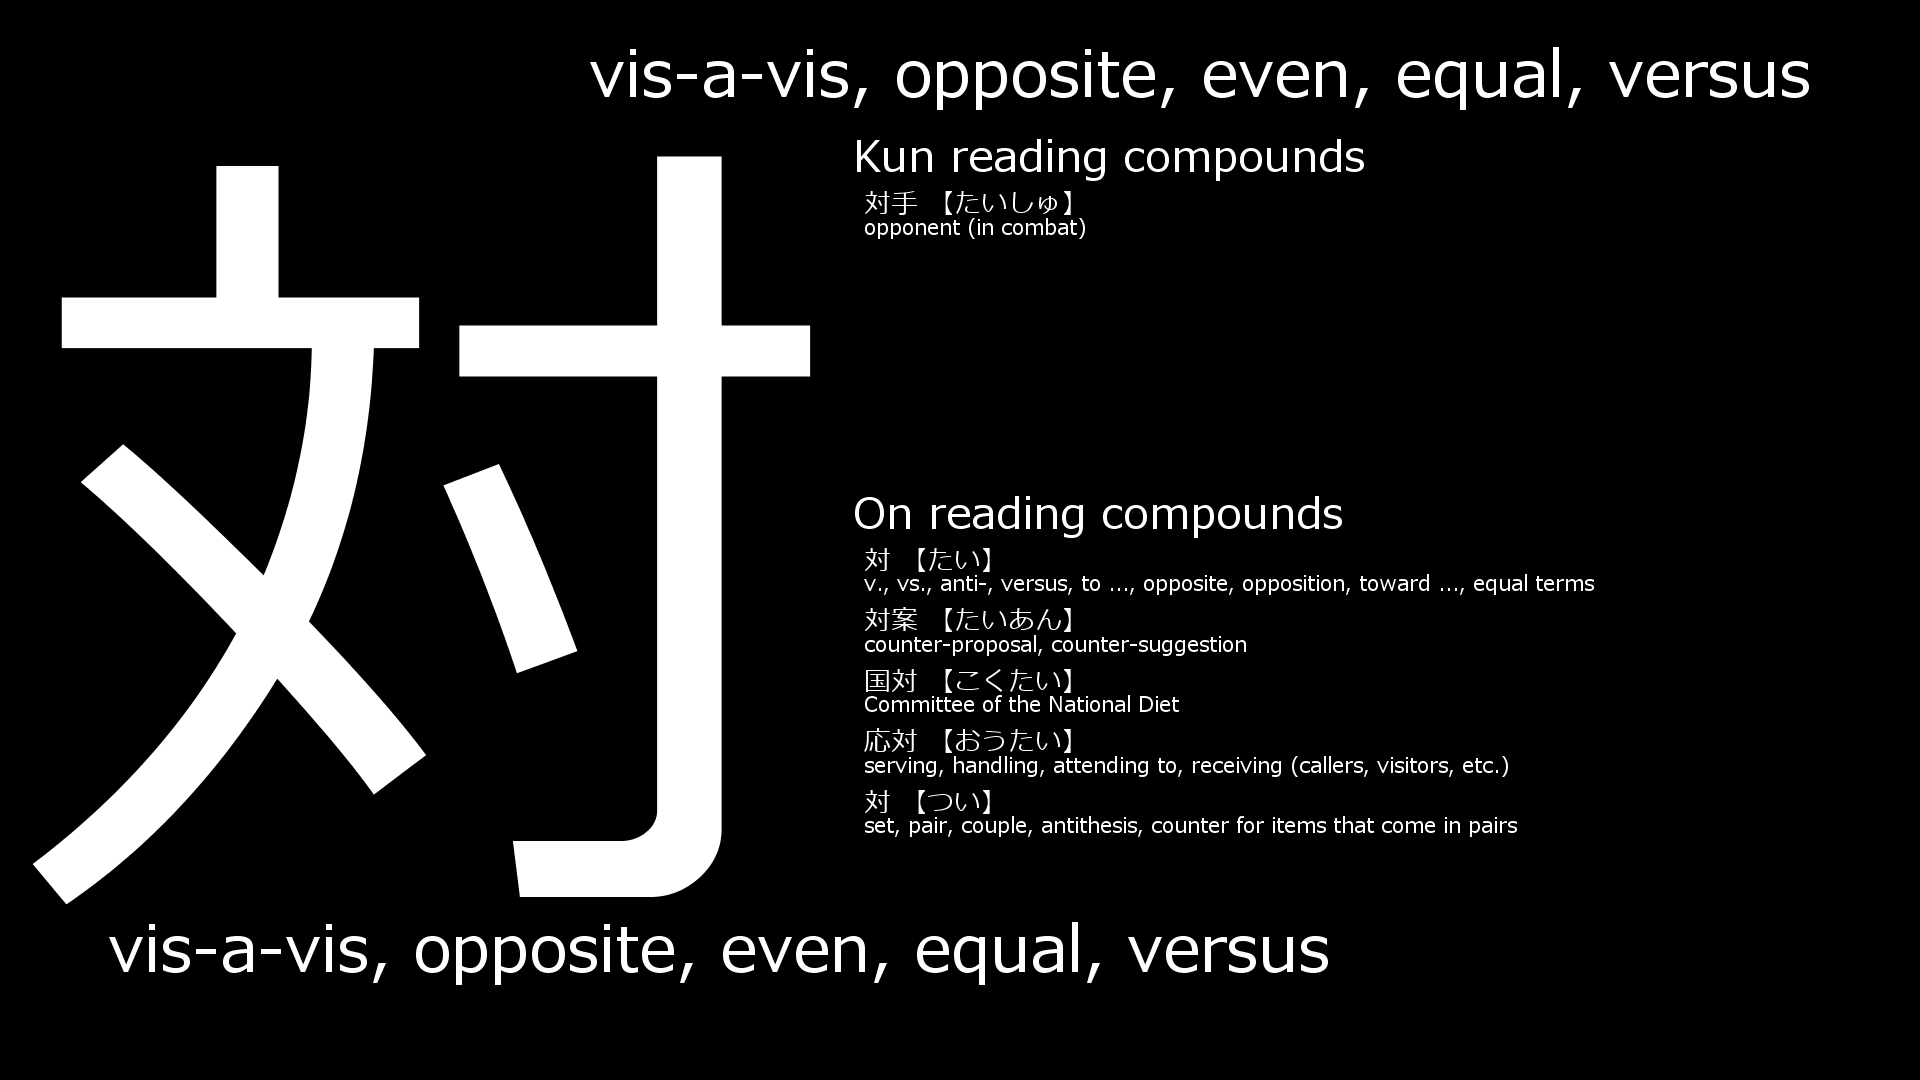 vis-a-vis, opposite, even, equal, versus
対
Kun reading compounds
対手 【たいしゅ】
opponent (in combat)
On reading compounds
対 【たい】
v., vs., anti-, versus, to ..., opposite, opposition, toward ..., equal terms
対案 【たいあん】
counter-proposal, counter-suggestion
国対 【こくたい】
Committee of the National Diet
応対 【おうたい】
serving, handling, attending to, receiving (callers, visitors, etc.)
対 【つい】
set, pair, couple, antithesis, counter for items that come in pairs
vis-a-vis, opposite, even, equal, versus